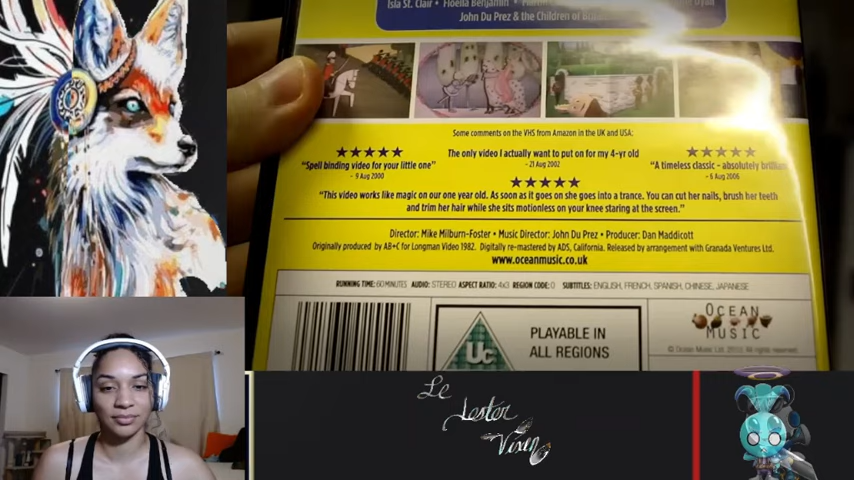 Isla St. Clair • Floella Benjamin •
John Du Prez & the Children of
Some comments on the VHS from Amazon in the UK and USA:
"Spell binding video for your little one"
- 9 Aug 2000
The only video I actually want to put on for my 4-yr old
- 21 Aug 2002
"A timeless classic - absolutely
- 6 Aug 2006
"This video works like magic on our one year old. As soon as it goes on she goes into a trance. You can cut her nails, brush her teeth
and trim her hair while she sits motionless on your knee staring at the screen."
Director: Mike Milburn-Foster • Music Director: John Du Prez • Producer: Dan Maddicott
Originally produced by AB+C for Longman Video 1982. Digitally re-mastered by ADS, California. Released by arrangement with Granada Ventures Ltd.
www.oceanmusic.co.uk
RUNNING TIME: 60 MINUTES AUDIO: STEREO ASPECT RATIO: 4x3 REGION CODE: 0 SUBTITLES: ENGLISH, FRENCH, SPANISH, CHINESE, JAPANESE
Uc
PLAYABLE IN
ALL REGIONS
OCEAN
MUSIC
Le
Lester
Vixen